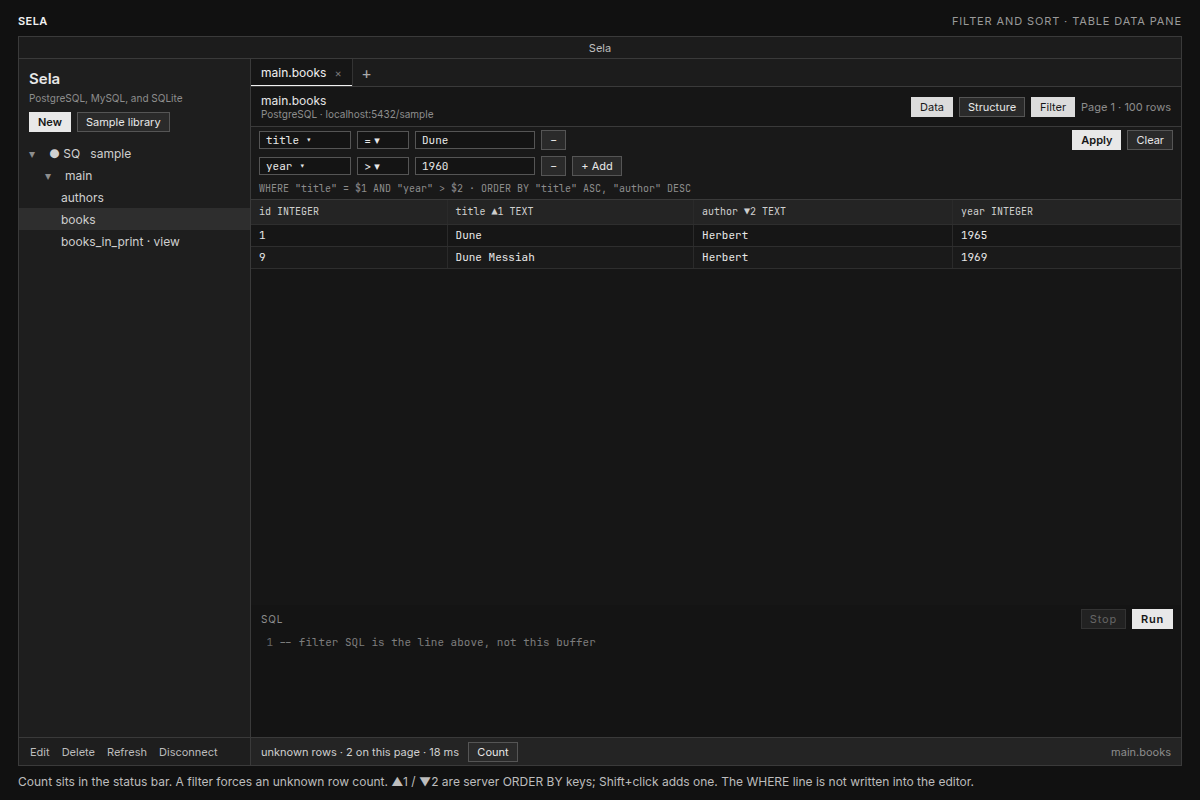 SELA
FILTER AND SORT · TABLE DATA PANE
Sela
Sela
PostgreSQL, MySQL, and SQLite
New Sample library
▾ ● SQ sample
▾ main
authors
books
books_in_print · view
main.books × +
main.books
PostgreSQL · localhost:5432/sample
Data Structure Filter Page 1 · 100 rows
title ▾ = ▾ Dune − Apply Clear
year ▾ > ▾ 1960 − + Add
WHERE "title" = $1 AND "year" > $2 · ORDER BY "title" ASC, "author" DESC
id INTEGER title ▲1 TEXT author ▼2 TEXT year INTEGER
1 Dune Herbert 1965
9 Dune Messiah Herbert 1969
SQL Stop Run
1 -- filter SQL is the line above, not this buffer
Edit Delete Refresh Disconnect
unknown rows · 2 on this page · 18 ms Count main.books
Count sits in the status bar. A filter forces an unknown row count. ▲1 / ▼2 are server ORDER BY keys; Shift+click adds one. The WHERE line is not written into the editor.